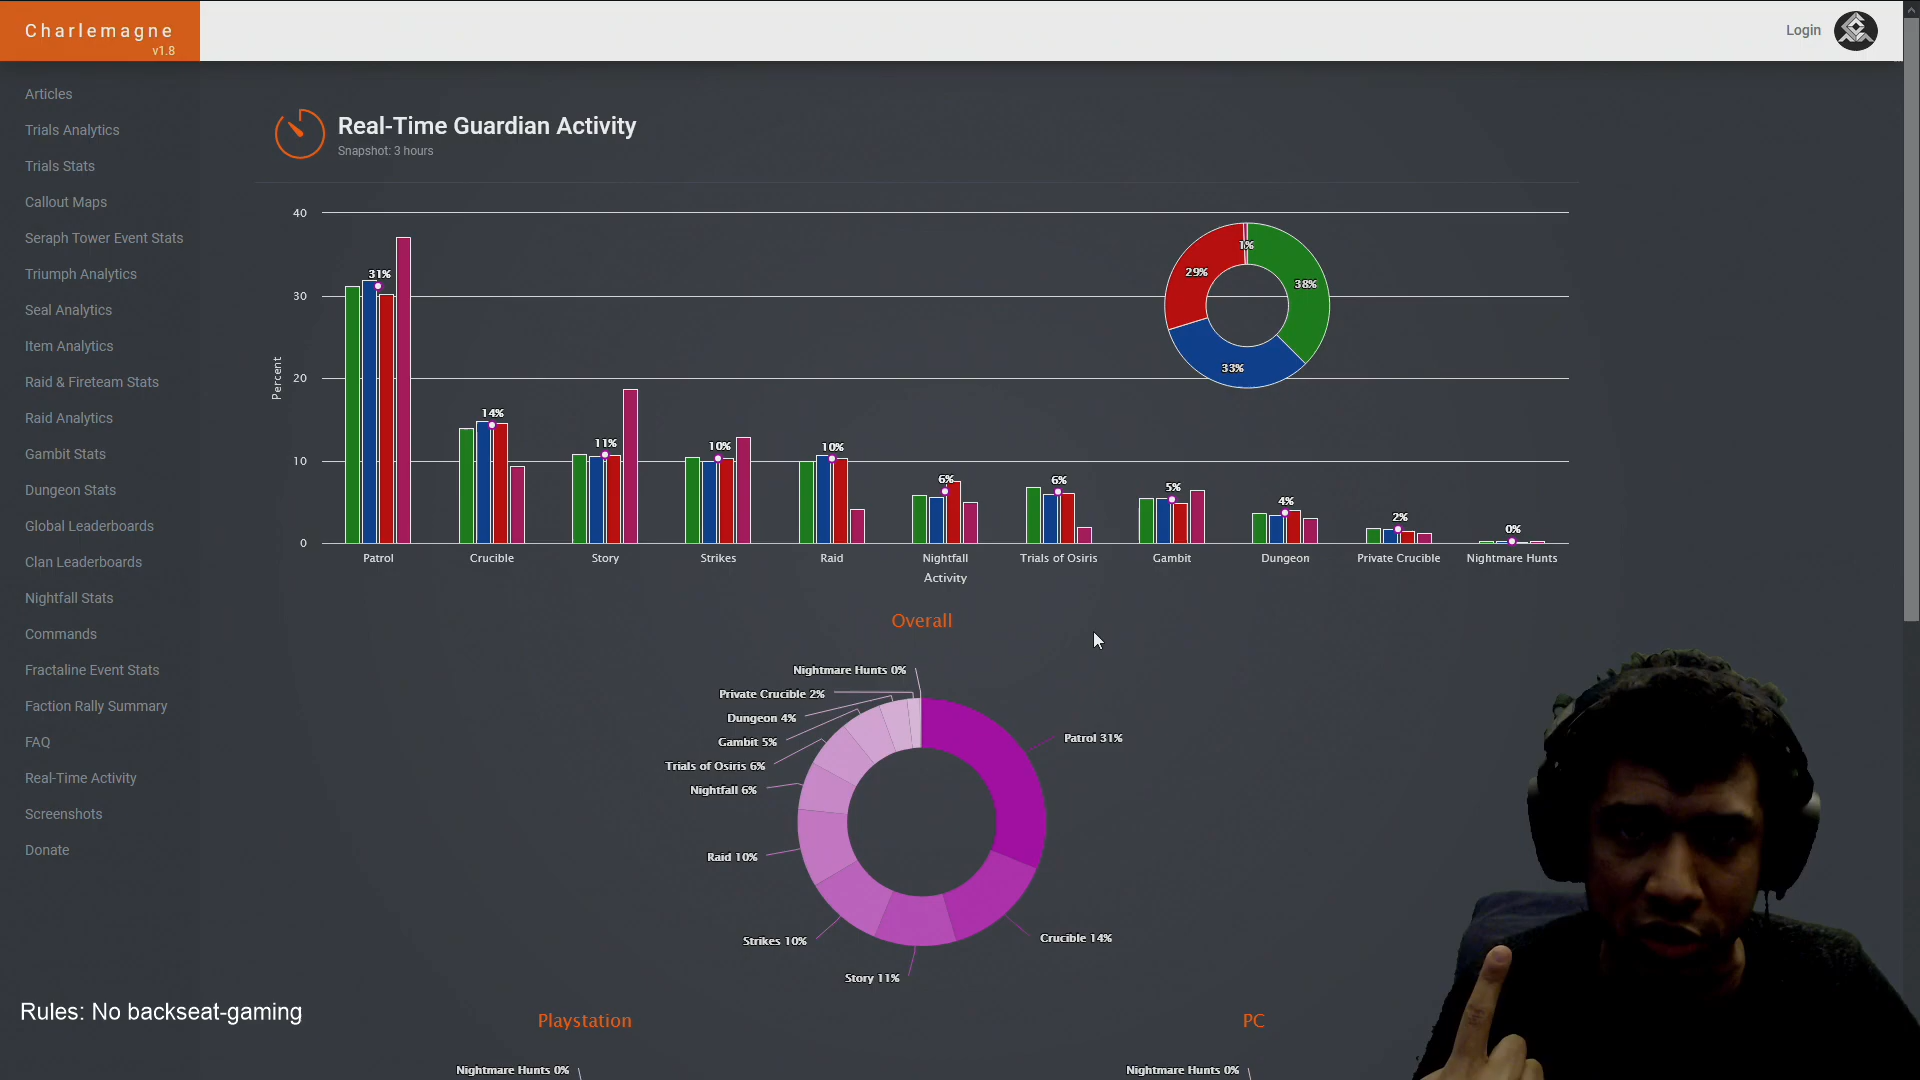 Charlemagne
v1.8
Login
Articles
Trials Analytics
Trials Stats
Callout Maps
Seraph Tower Event Stats
Triumph Analytics
Seal Analytics
Item Analytics
Raid & Fireteam Stats
Raid Analytics
Gambit Stats
Dungeon Stats
Global Leaderboards
Clan Leaderboards
Nightfall Stats
Commands
Fractaline Event Stats
Faction Rally Summary
FAQ
Real-Time Activity
Screenshots
Donate
Real-Time Guardian Activity
Snapshot: 3 hours
Percent
40
30
20
10
0
31%
14%
11%
10%
10%
6%
6%
5%
4%
2%
0%
1%
29%
38%
33%
Patrol
Crucible
Story
Strikes
Raid
Nightfall
Trials of Osiris
Gambit
Dungeon
Private Crucible
Nightmare Hunts
Activity
Overall
Nightmare Hunts 0%
Private Crucible 2%
Dungeon 4%
Gambit 5%
Trials of Osiris 6%
Nightfall 6%
Raid 10%
Strikes 10%
Story 11%
Patrol 31%
Crucible 14%
Rules: No backseat-gaming
Playstation
PC
Nightmare Hunts 0%
Nightmare Hunts 0%